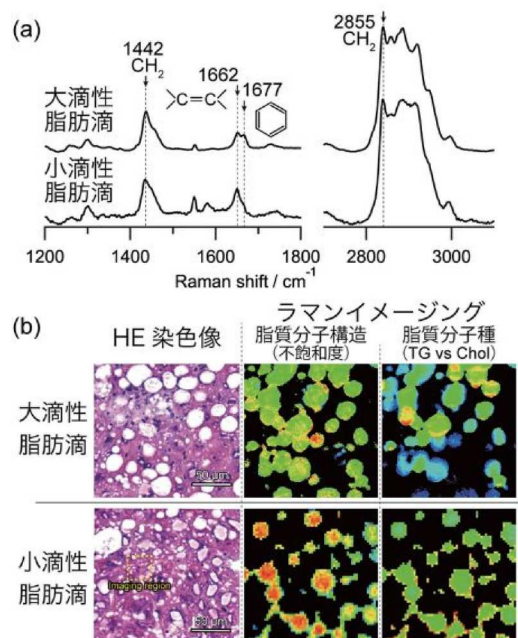 (a)
2855
CH2
1442
CH2
C=C
1662
1677
大滴性
脂肪滴
小滴性
脂肪滴
1200 1400 1600 1800 2800 3000
Raman shift / cm-1
(b)
ラマンイメージング
HE 染色像
脂質分子構造
(不飽和度)
脂質分子種
(TG vs Chol)
大滴性
脂肪滴
50 μm
小滴性
脂肪滴
Imaging region
50 μm